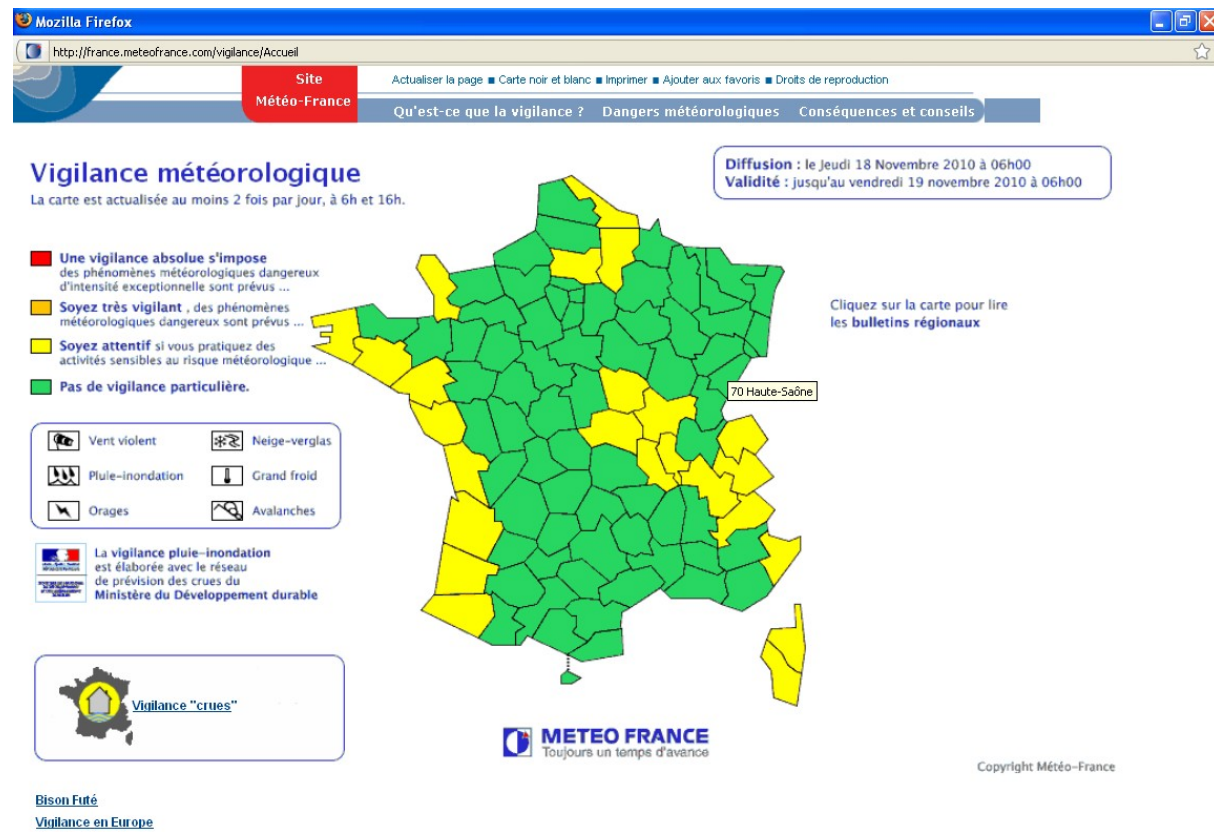 Mozilla Firefox
http://france.meteofrance.com/vigilance/Accueil
Site
Météo-France
Actualiser la page ■ Carte noir et blanc ■ Imprimer ■ Ajouter aux favoris ■ Droits de reproduction
Qu'est-ce que la vigilance ? Dangers météorologiques Conséquences et conseils
Vigilance météorologique
La carte est actualisée au moins 2 fois par jour, à 6h et 16h.
Diffusion : le Jeudi 18 Novembre 2010 à 06h00
Validité : jusqu'au vendredi 19 novembre 2010 à 06h00
Une vigilance absolue s'impose
des phénomènes météorologiques dangereux
d'intensité exceptionnelle sont prévus ...
Soyez très vigilant , des phénomènes
météorologiques dangereux sont prévus ...
Soyez attentif si vous pratiquez des
activités sensibles au risque météorologique ...
Pas de vigilance particulière.
Cliquez sur la carte pour lire
les bulletins régionaux
70 Haute-Saône
Vent violent
Neige-verglas
Pluie-inondation
Grand froid
Orages
Avalanches
La vigilance pluie-inondation
est élaborée avec le réseau
de prévision des crues du
Ministère du Développement durable
Vigilance "crues"
METEO FRANCE
Toujours un temps d'avance
Copyright Météo-France
Bison Futé
Vigilance en Europe